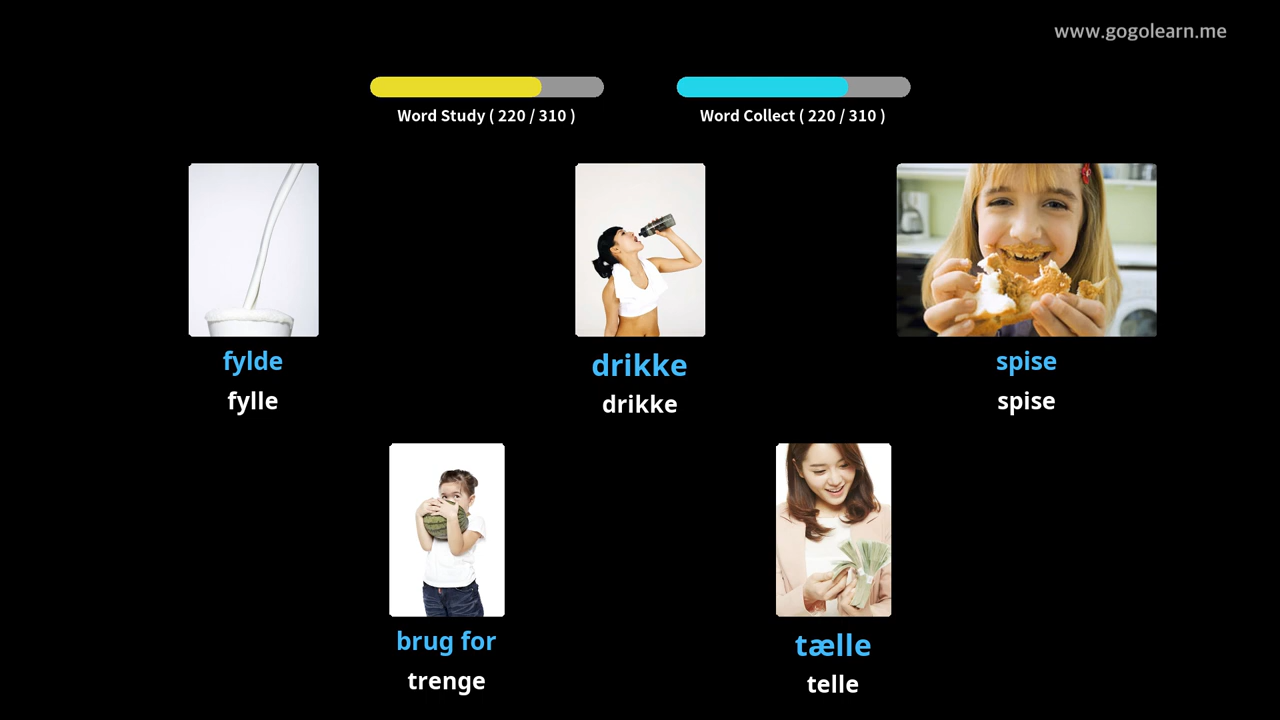 www.gogolearn.me
Word Study ( 220 / 310 )
Word Collect ( 220 / 310 )
fylde
fylle
drikke
drikke
spise
spise
brug for
trenge
tælle
telle